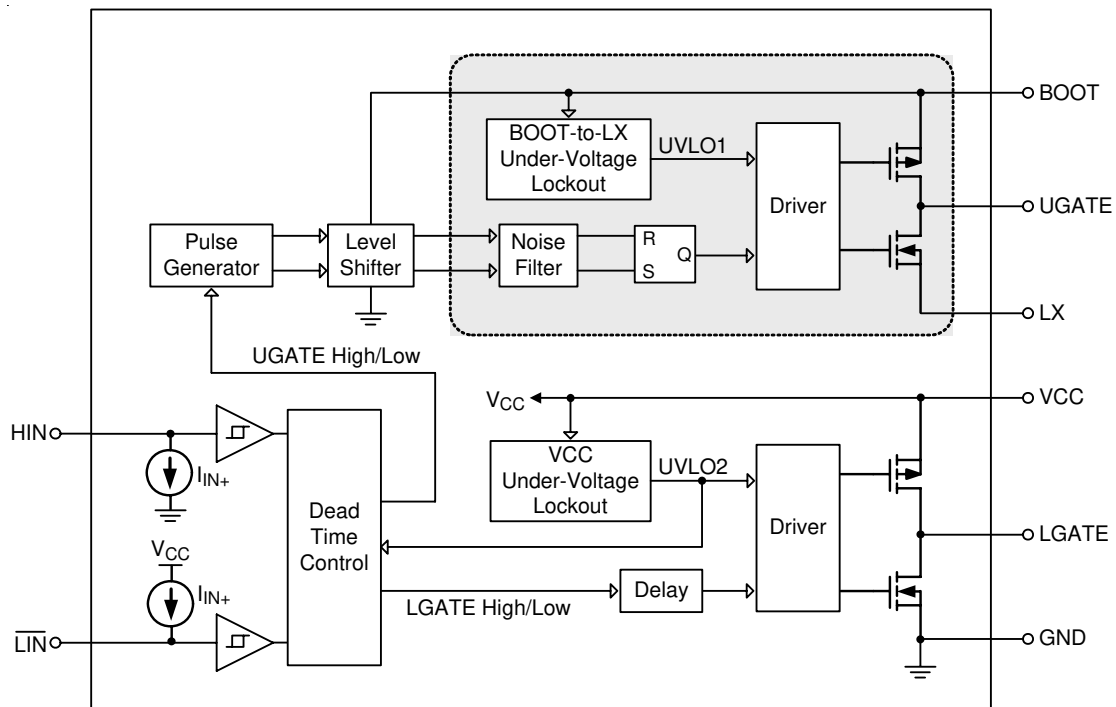 BOOT
BOOT-to-LX
Under-Voltage
Lockout
UVLO1
Driver
UGATE
Pulse
Generator
Level
Shifter
Noise
Filter
R
S
Q
LX
UGATE High/Low
VCC
VCC
HIN
IIN+
VCC
Under-Voltage
Lockout
UVLO2
Dead
Time
Control
Driver
LGATE
VCC
IIN+
LGATE High/Low
Delay
LIN
GND